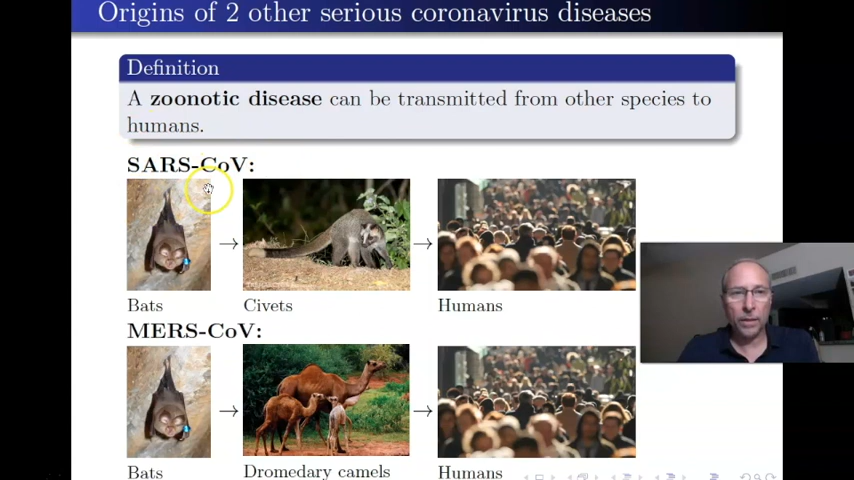 Origins of 2 other serious coronavirus diseases
Definition
A zoonotic disease can be transmitted from other species to
humans.
SARS-CoV:
Bats
Civets
Humans
MERS-CoV:
Bats
Dromedary camels
Humans